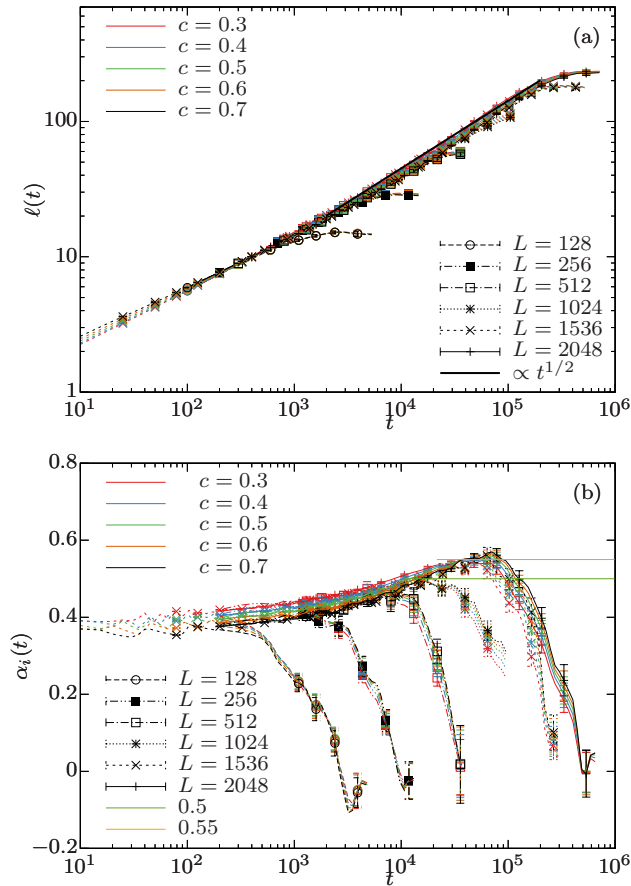 (a)
c = 0.3
c = 0.4
c = 0.5
c = 0.6
c = 0.7
100
10
1
ℓ(t)
L = 128
L = 256
L = 512
L = 1024
L = 1536
L = 2048
∝ t^{1/2}
10^1 10^2 10^3 10^4 10^5 10^6
t
(b)
c = 0.3
c = 0.4
c = 0.5
c = 0.6
c = 0.7
0.8
0.6
0.4
0.2
0
−0.2
α_i(t)
L = 128
L = 256
L = 512
L = 1024
L = 1536
L = 2048
0.5
0.55
10^1 10^2 10^3 10^4 10^5 10^6
t